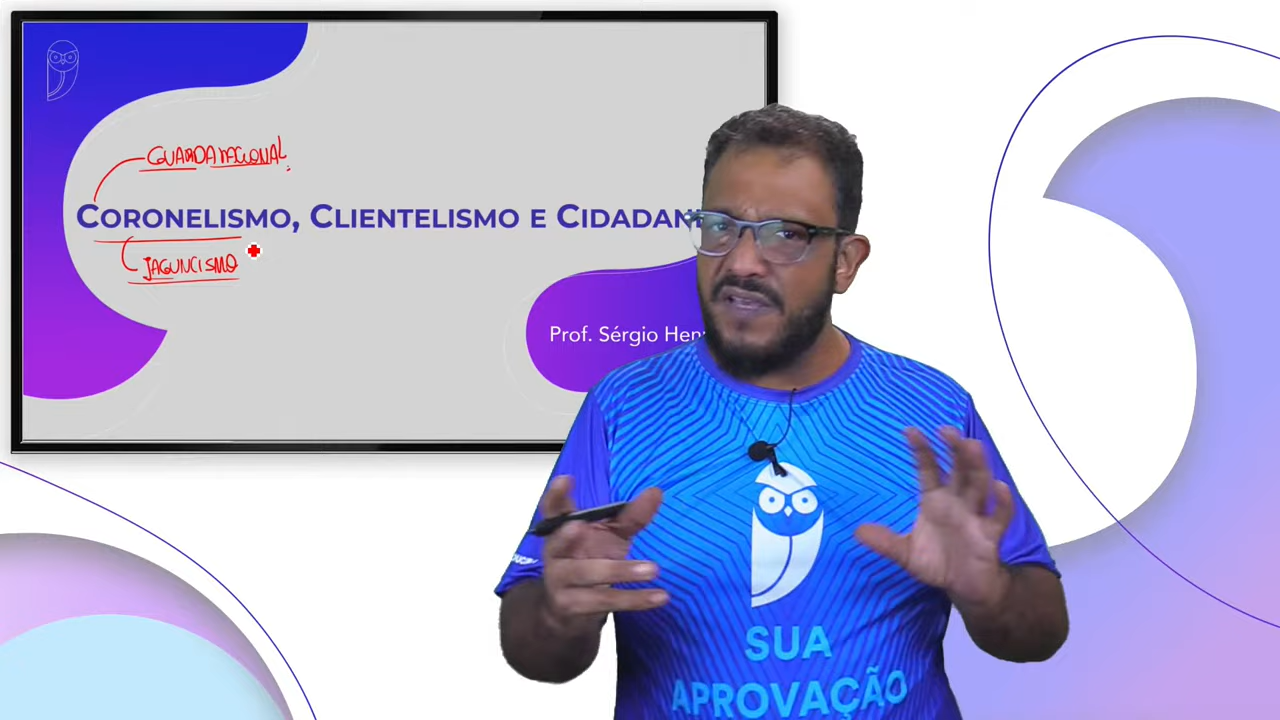 GUARDA NACIONAL
CORONELISMO, CLIENTELISMO E CIDADAN
JAGUNCISMO
Prof. Sérgio Hen
SUA
APROVAÇÃO